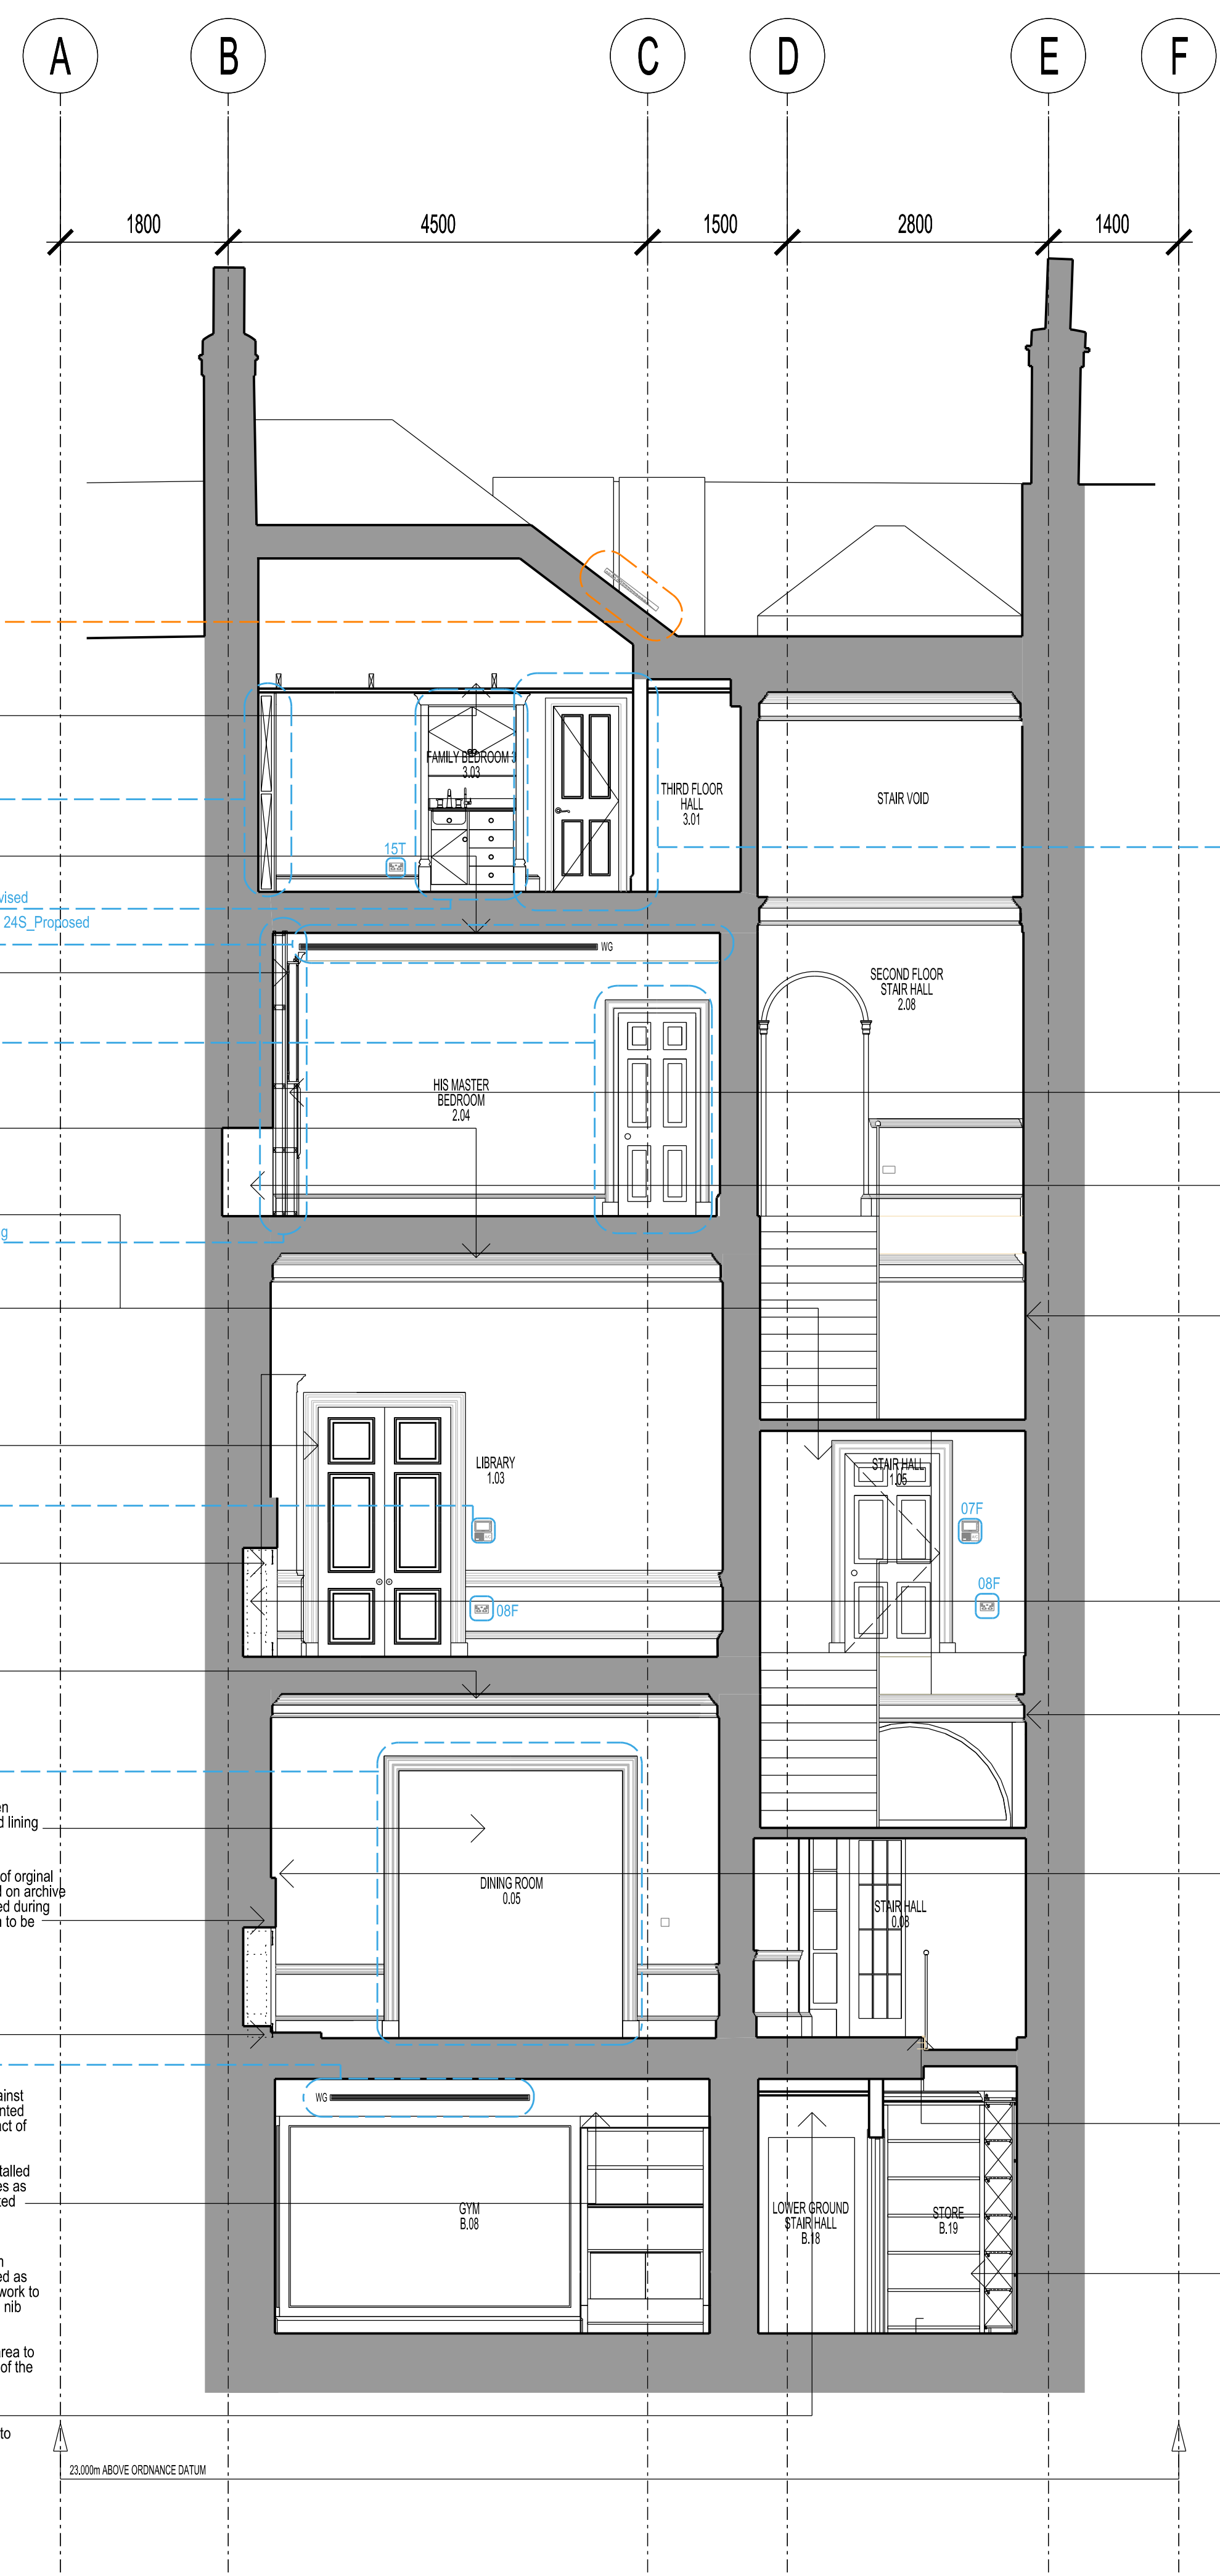 A B C D E F
1800 4500 1500 2800 1400
FAMILY BEDROOM 3
3.03
THIRD FLOOR
HALL
3.01
STAIR VOID
15T
vised
24S_Proposed
WG
SECOND FLOOR
STAIR HALL
2.08
HIS MASTER
BEDROOM
2.04
g
LIBRARY
1.03
STAIR HALL
1.05
07F
08F
08F
en
d lining
of orginal
d on archive
ed during
n to be
DINING ROOM
0.05
STAIR HALL
0.03
ainst
nted
act of
WG
talled
es as
ted
GYM
B.08
LOWER GROUND
STAIR HALL
B.18
STORE
B.19
n
ed as
work to
nib
area to
of the
to
23,000m ABOVE ORDNANCE DATUM